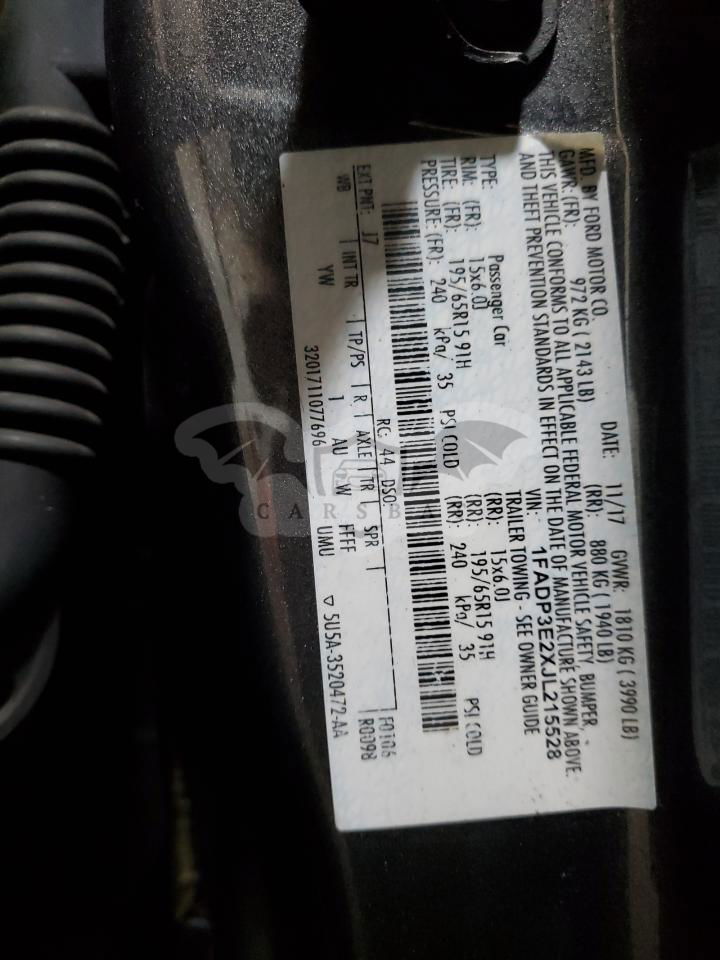 MFD. BY FORD MOTOR CO.
DATE: 11/17 GVWR: 1810 KG ( 3990 LB)
GAWR: (FR): 972 KG ( 2143 LB) (RR): 880 KG ( 1940 LB)
THIS VEHICLE CONFORMS TO ALL APPLICABLE FEDERAL MOTOR VEHICLE SAFETY, BUMPER,
AND THEFT PREVENTION STANDARDS IN EFFECT ON THE DATE OF MANUFACTURE SHOWN ABOVE.
VIN: 1FADP3E2XJL215528
TYPE: Passenger Car TRAILER TOWING - SEE OWNER GUIDE
RIM: (FR): 15x6.0J (RR): 15x6.0J
TIRE: (FR): 195/65R15 91H (RR): 195/65R15 91H
PRESSURE: (FR): 240 kPa/ 35 PSI COLD (RR): 240 kPa/ 35 PSI COLD
RC: 44 DSO: F0106
EXT PNT: J7 | INT TR | TP/PS | R. | AXLE | TR | SPR | R0098
WB YW 1 AU W FFFF
3201711077696 UMU ▽ 5U5A-3520472-AA